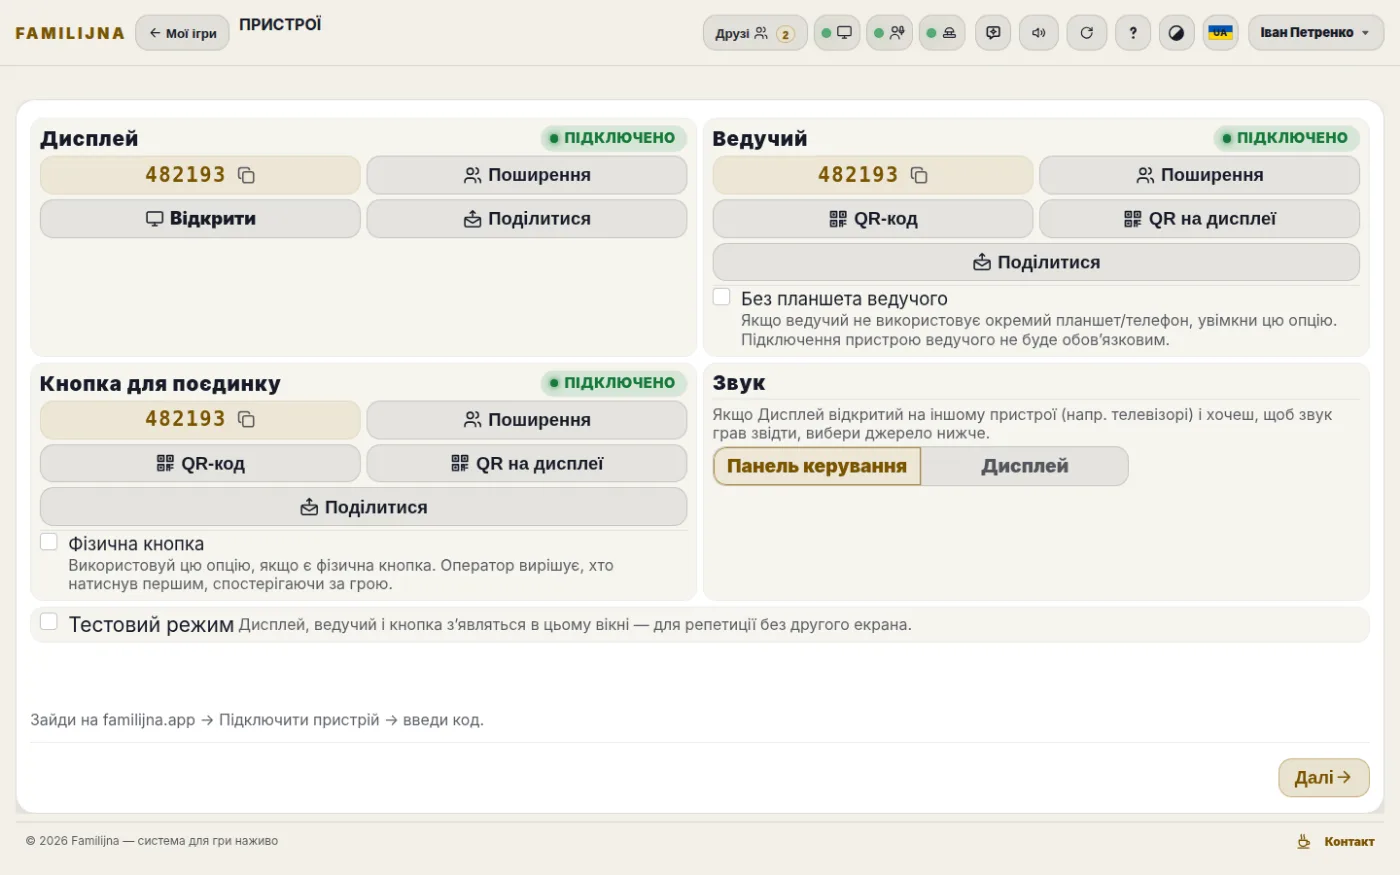 FAMILIJNA
← Мої ігри
ПРИСТРОЇ
Друзі 2
?
UA
Іван Петренко
Дисплей
ПІДКЛЮЧЕНО
482193
Поширення
Відкрити
Поділитися
Ведучий
ПІДКЛЮЧЕНО
482193
Поширення
QR-код
QR на дисплеї
Поділитися
Без планшета ведучого
Якщо ведучий не використовує окремий планшет/телефон, увімкни цю опцію.
Підключення пристрою ведучого не буде обов’язковим.
Кнопка для поєдинку
ПІДКЛЮЧЕНО
482193
Поширення
QR-код
QR на дисплеї
Поділитися
Фізична кнопка
Використовуй цю опцію, якщо є фізична кнопка. Оператор вирішує, хто
натиснув першим, спостерігаючи за грою.
Звук
Якщо Дисплей відкритий на іншому пристрої (напр. телевізорі) і хочеш, щоб звук
грав звідти, вибери джерело нижче.
Панель керування
Дисплей
Тестовий режим Дисплей, ведучий і кнопка з’являться в цьому вікні — для репетиції без другого екрана.
Зайди на familijna.app → Підключити пристрій → введи код.
Далі →
© 2026 Familijna — система для гри наживо
Контакт